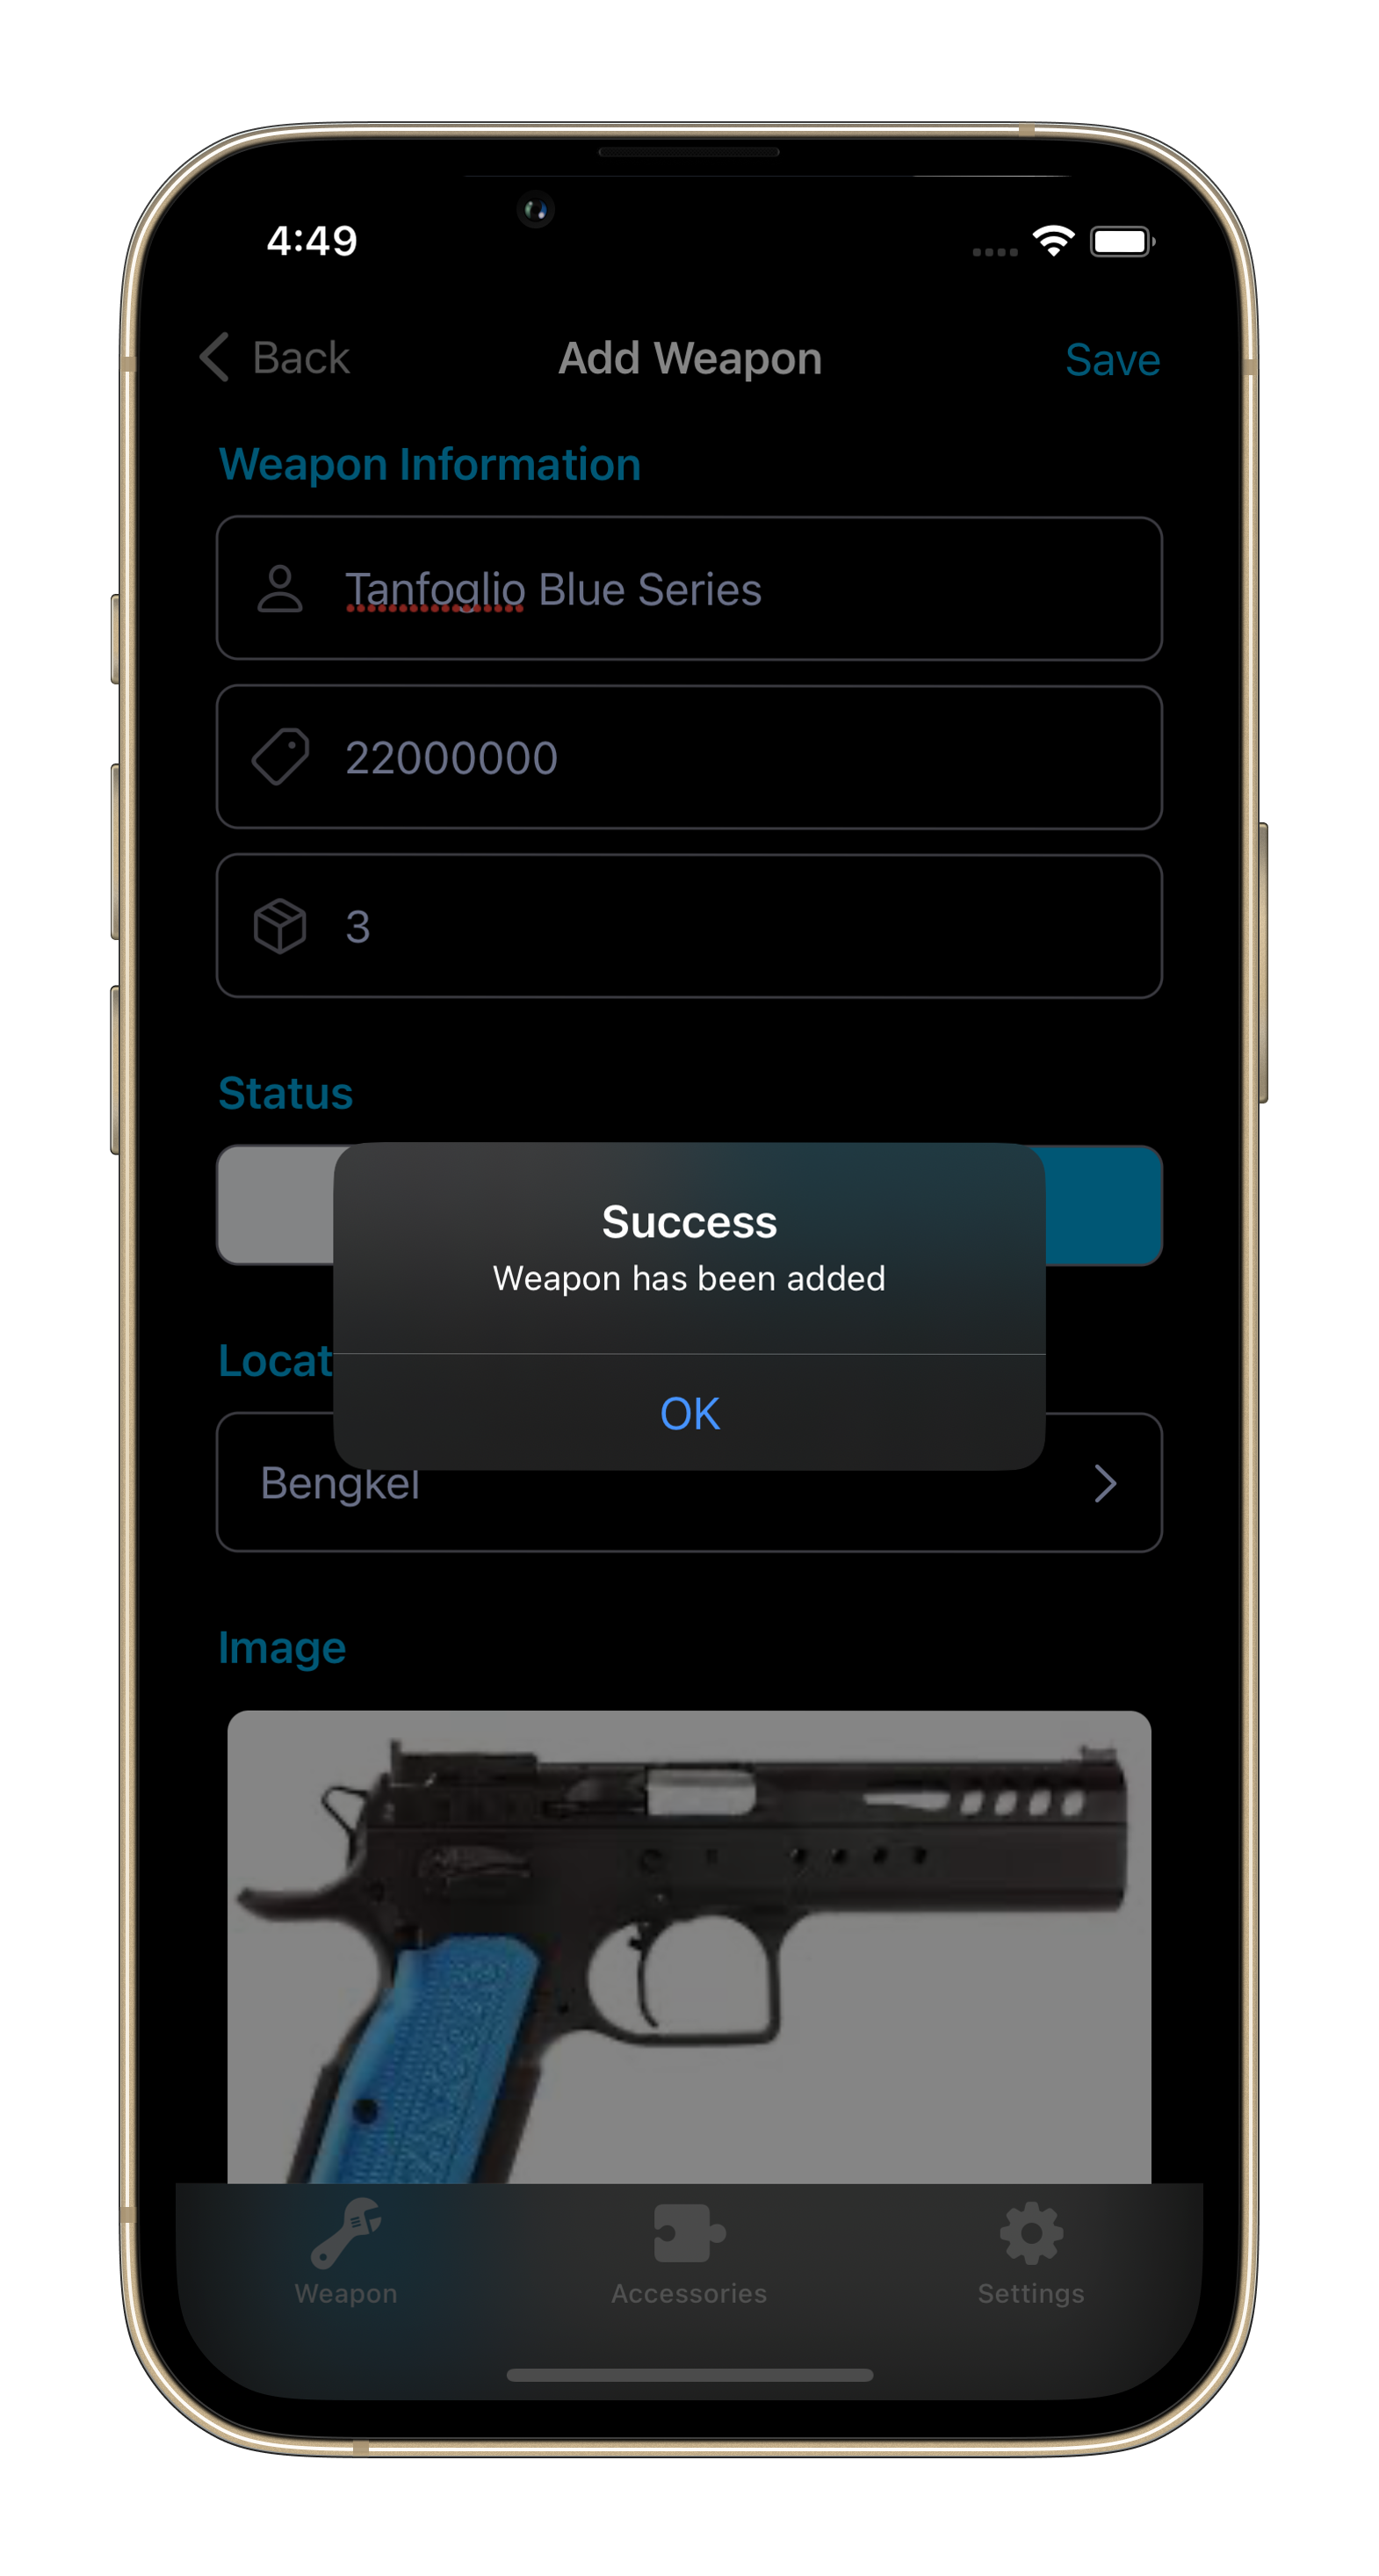 4:49
Back
Add Weapon
Save
Weapon Information
Tanfoglio Blue Series
22000000
3
Status
Success
Weapon has been added
Locat
OK
Bengkel
Image
Weapon
Accessories
Settings